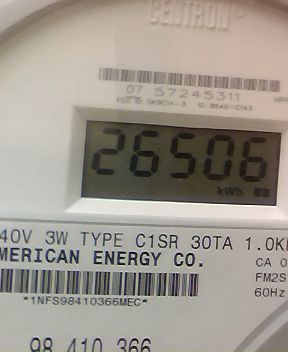 CENTRON
07 57245311
26506
kWh
40V 3W TYPE C1SR 30TA 1.0K
MERICAN ENERGY CO.
CA 0
FM2S
*1NFS98410366MEC*
60Hz
98 410 366